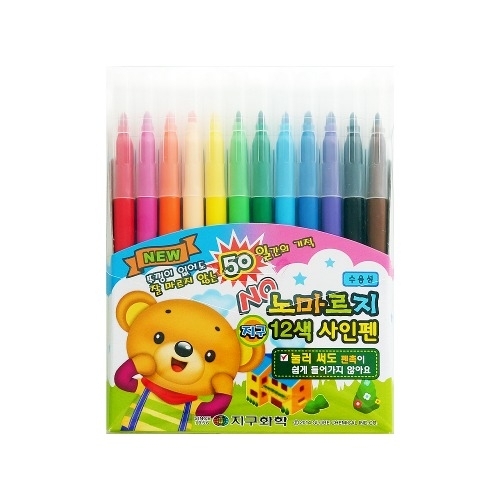 NEW
뚜껑이 없어도
잘 마르지 않는
50일간의 기적
수용성
NO 노마르지
지구 12색 사인펜
눌러 써도 펜촉이
쉽게 들어가지 않아요
지구화학